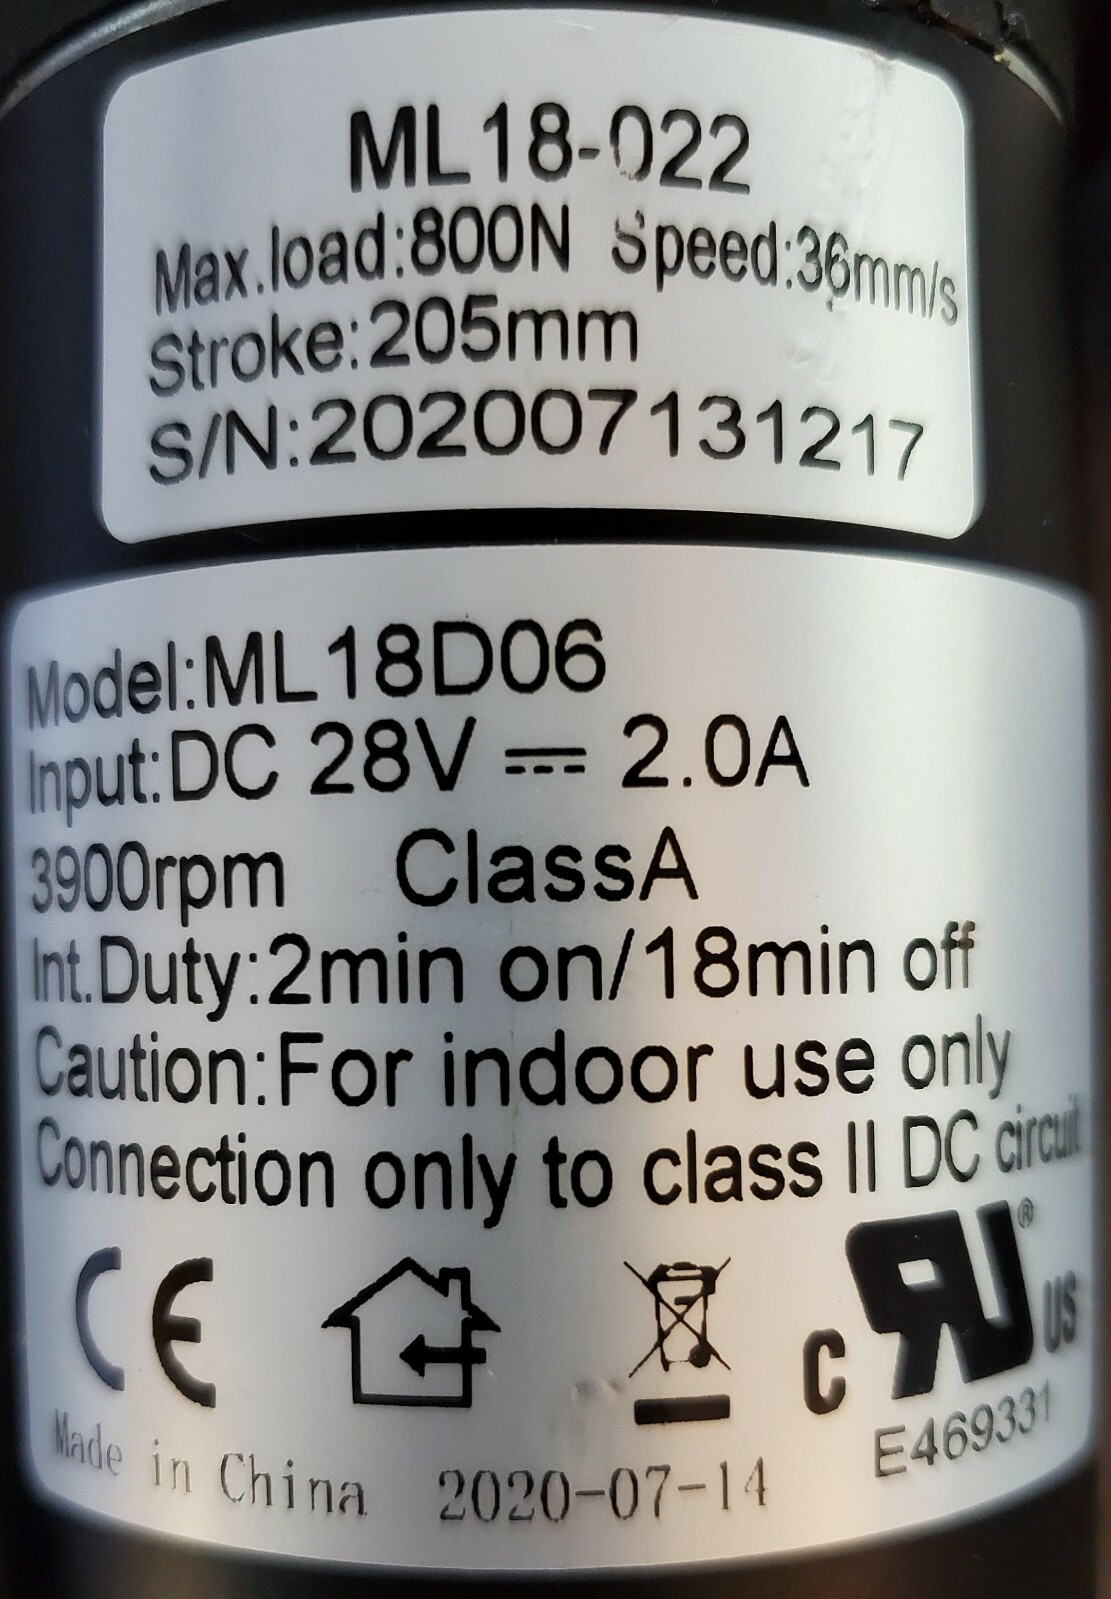 ML18-022
Max.load:800N Speed:36mm/s
Stroke:205mm
S/N:202007131217
Model:ML18D06
Input:DC 28V ⎓ 2.0A
3900rpm ClassA
Int.Duty:2min on/18min off
Caution:For indoor use only
Connection only to class II DC circuit
CE c RU ® US
E469331
Made in China 2020-07-14